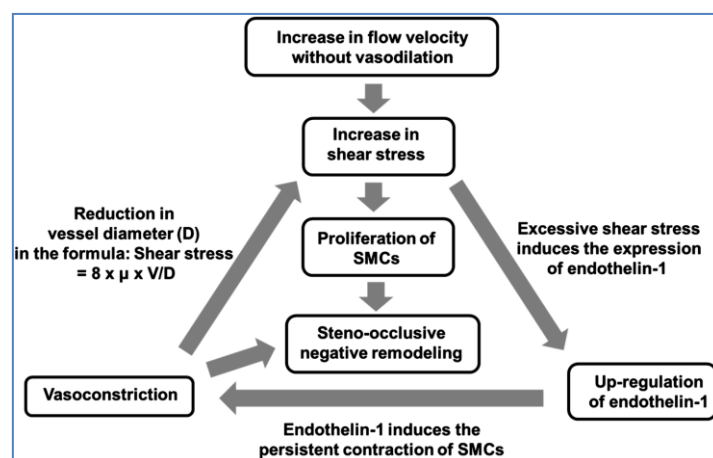 Increase in flow velocity
without vasodilation
Increase in
shear stress
Reduction in
vessel diameter (D)
in the formula: Shear stress
= 8 x µ x V/D
Proliferation of
SMCs
Excessive shear stress
induces the expression
of endothelin-1
Steno-occlusive
negative remodeling
Vasoconstriction
Up-regulation
of endothelin-1
Endothelin-1 induces the
persistent contraction of SMCs